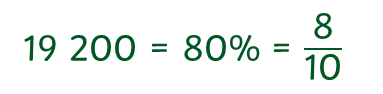 19 200 = 80% = 8/10